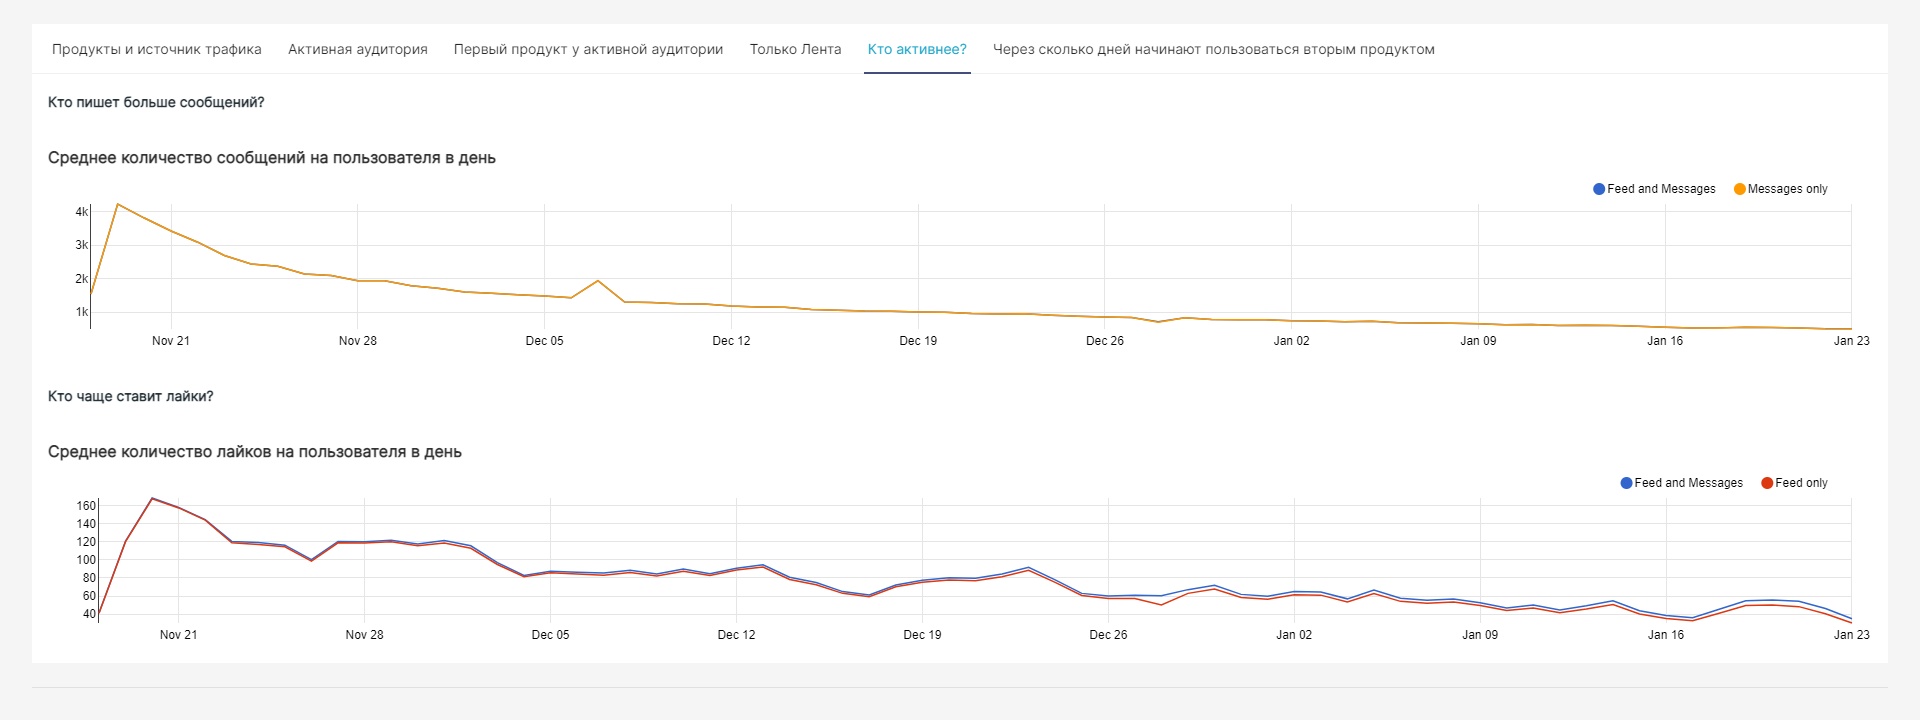 Продукты и источник трафика Активная аудитория Первый продукт у активной аудитории Только Лента Кто активнее? Через сколько дней начинают пользоваться вторым продуктом
Кто пишет больше сообщений?
Среднее количество сообщений на пользователя в день
Feed and Messages Messages only
4k
3k
2k
1k
Nov 21 Nov 28 Dec 05 Dec 12 Dec 19 Dec 26 Jan 02 Jan 09 Jan 16 Jan 23
Кто чаще ставит лайки?
Среднее количество лайков на пользователя в день
Feed and Messages Feed only
160
140
120
100
80
60
40
Nov 21 Nov 28 Dec 05 Dec 12 Dec 19 Dec 26 Jan 02 Jan 09 Jan 16 Jan 23